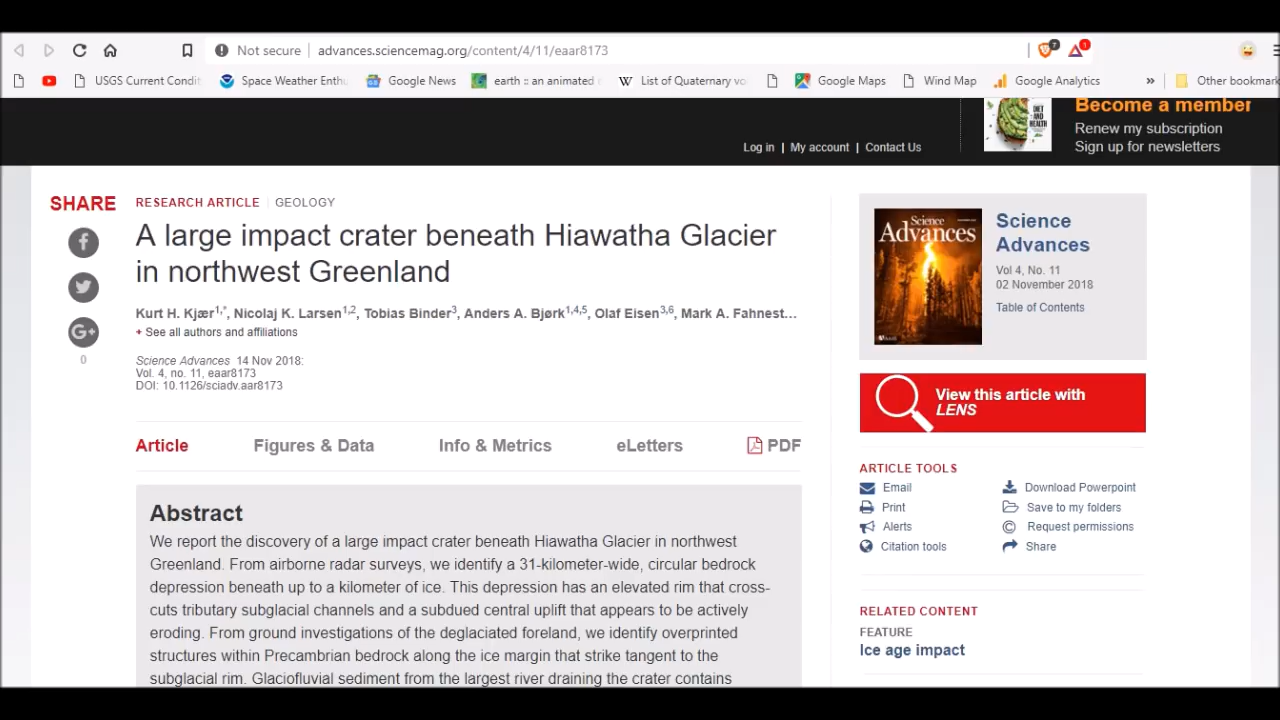 Not secure advances.sciencemag.org/content/4/11/eaar8173 7 1
USGS Current Condit Space Weather Enthu Google News earth :: an animated List of Quaternary vo Google Maps Wind Map Google Analytics » Other bookmark
DIET AND HEALTH
Become a member
Renew my subscription
Sign up for newsletters
Log in | My account | Contact Us
SHARE
0
RESEARCH ARTICLE | GEOLOGY
A large impact crater beneath Hiawatha Glacier
in northwest Greenland
Kurt H. Kjær1,*, Nicolaj K. Larsen1,2, Tobias Binder3, Anders A. Bjørk1,4,5, Olaf Eisen3,6, Mark A. Fahnest…
+ See all authors and affiliations
Science Advances 14 Nov 2018:
Vol. 4, no. 11, eaar8173
DOI: 10.1126/sciadv.aar8173
Article Figures & Data Info & Metrics eLetters PDF
Abstract
We report the discovery of a large impact crater beneath Hiawatha Glacier in northwest
Greenland. From airborne radar surveys, we identify a 31-kilometer-wide, circular bedrock
depression beneath up to a kilometer of ice. This depression has an elevated rim that cross-
cuts tributary subglacial channels and a subdued central uplift that appears to be actively
eroding. From ground investigations of the deglaciated foreland, we identify overprinted
structures within Precambrian bedrock along the ice margin that strike tangent to the
subglacial rim. Glaciofluvial sediment from the largest river draining the crater contains
Science
Advances
Science
Advances
Vol 4, No. 11
02 November 2018
Table of Contents
View this article with
LENS
ARTICLE TOOLS
Email Download Powerpoint
Print Save to my folders
Alerts © Request permissions
Citation tools Share
RELATED CONTENT
FEATURE
Ice age impact